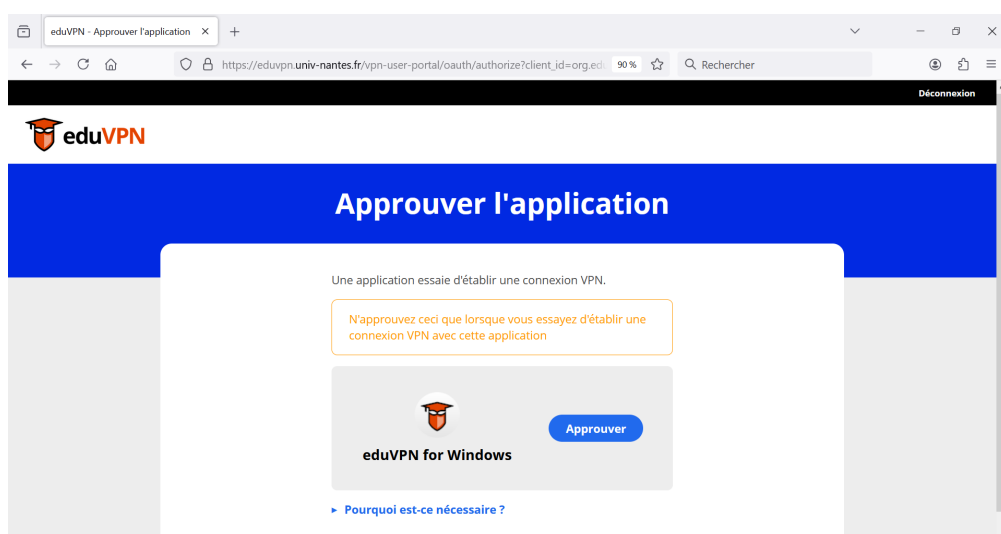 eduVPN - Approuver l'application
https://eduvpn.univ-nantes.fr/vpn-user-portal/oauth/authorize?client_id=org.edu
90 %
Rechercher
Déconnexion
eduVPN
Approuver l'application
Une application essaie d'établir une connexion VPN.
N'approuvez ceci que lorsque vous essayez d'établir une
connexion VPN avec cette application
Approuver
eduVPN for Windows
Pourquoi est-ce nécessaire ?